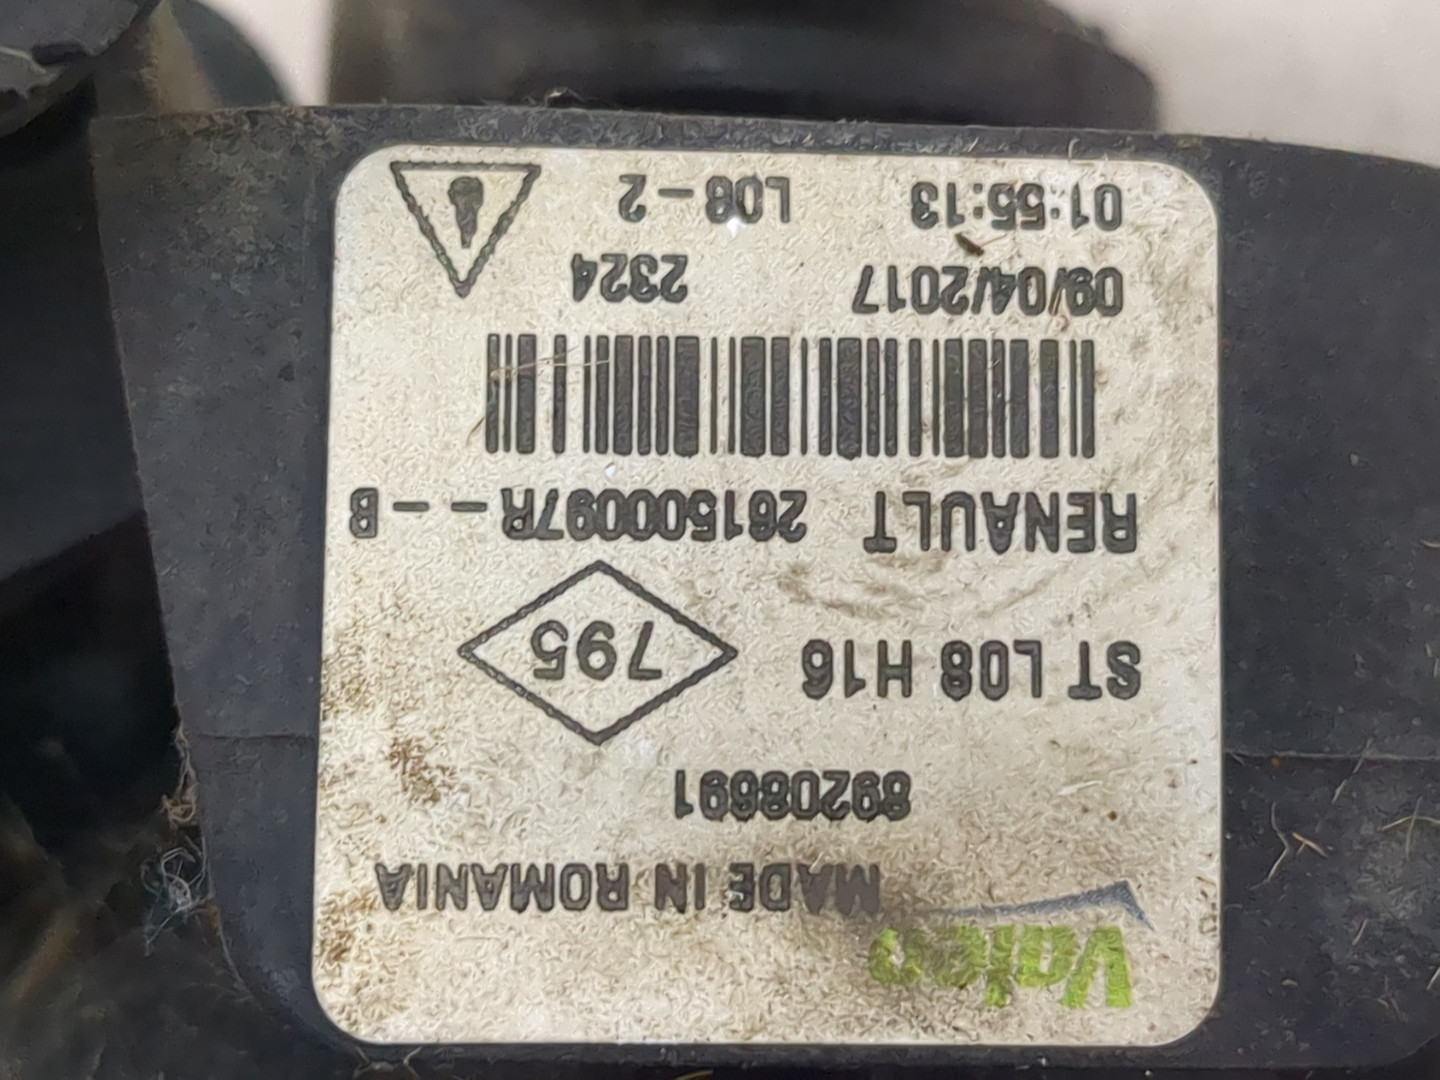 Valeo
MADE IN ROMANIA
89208691
ST L08 H16 795
RENAULT 261500097R--B
09/04/2017 2324
01:55:13 L08-2